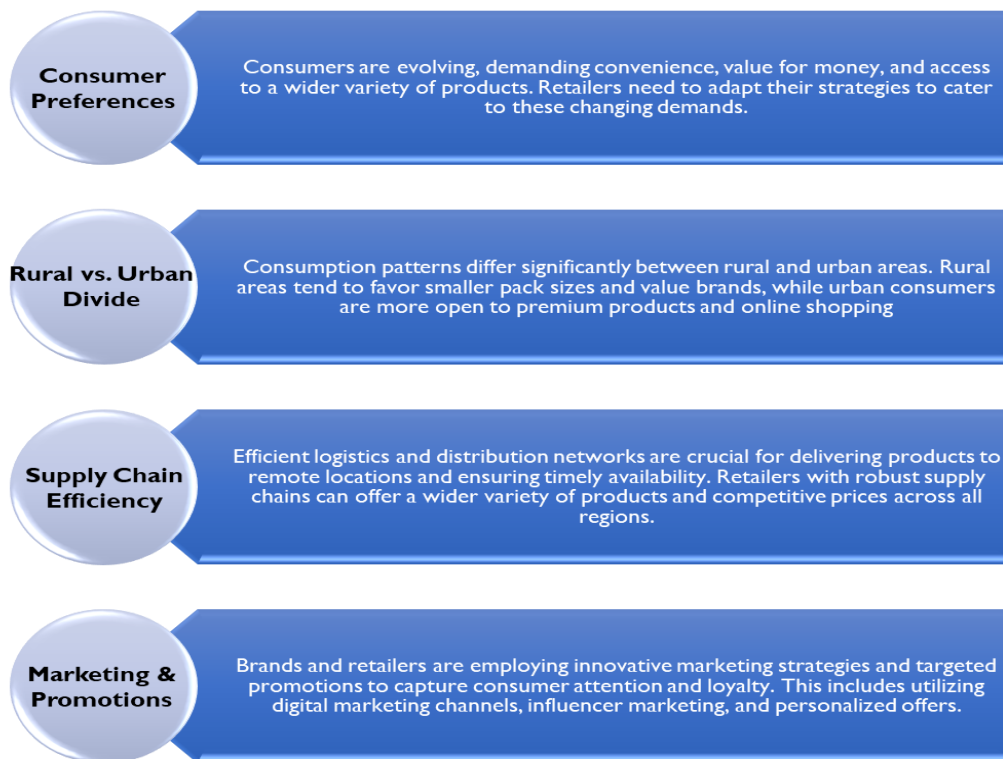 Consumer
Preferences
Consumers are evolving, demanding convenience, value for money, and access
to a wider variety of products. Retailers need to adapt their strategies to cater
to these changing demands.
Rural vs. Urban
Divide
Consumption patterns differ significantly between rural and urban areas. Rural
areas tend to favor smaller pack sizes and value brands, while urban consumers
are more open to premium products and online shopping
Supply Chain
Efficiency
Efficient logistics and distribution networks are crucial for delivering products to
remote locations and ensuring timely availability. Retailers with robust supply
chains can offer a wider variety of products and competitive prices across all
regions.
Marketing &
Promotions
Brands and retailers are employing innovative marketing strategies and targeted
promotions to capture consumer attention and loyalty. This includes utilizing
digital marketing channels, influencer marketing, and personalized offers.